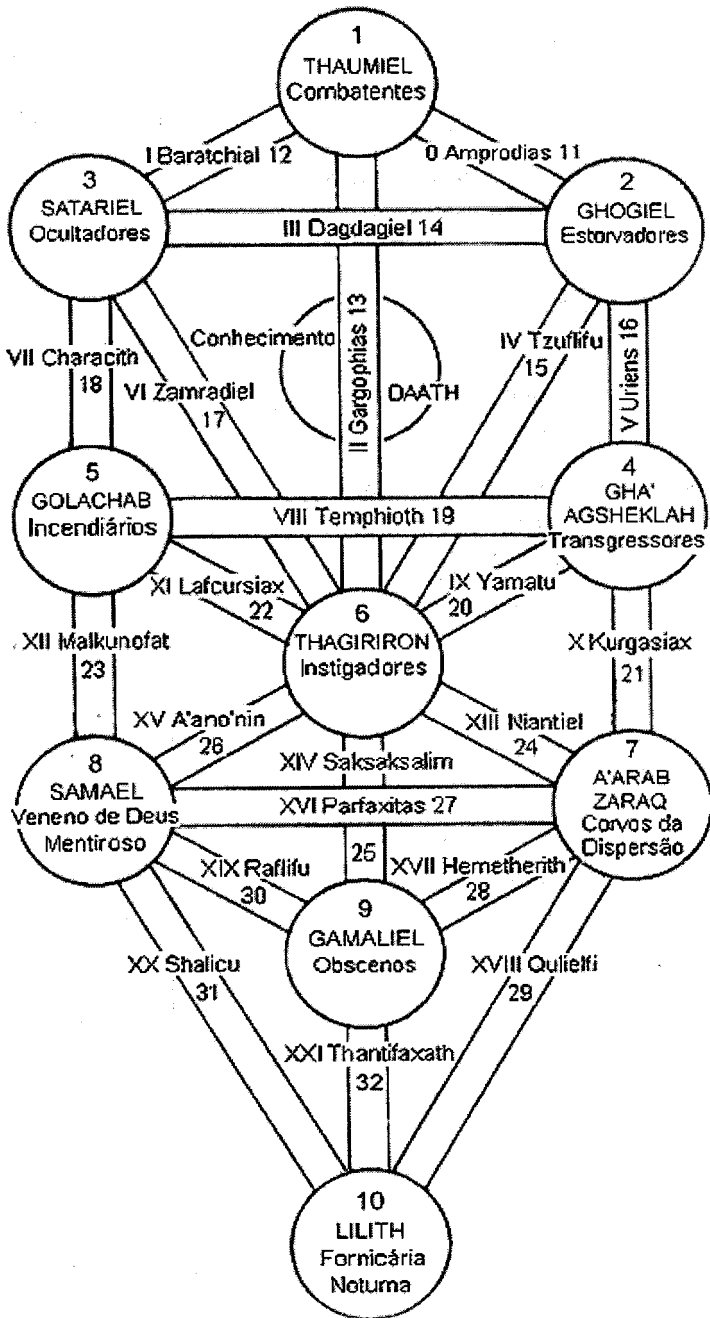 1
THAUMIEL
Combatentes
I Baratchial 12
0 Amprodias 11
3
SATARIEL
Ocultadores
2
GHOGIEL
Estorvadores
III Dagdagiel 14
II Gargophias 13
Conhecimento
DAATH
IV Tzuflifu
15
V Uriens 16
VII Characith
18
VI Zamradiel
17
5
GOLACHAB
Incendiários
4
GHA'
AGSHEKLAH
Transgressores
VIII Temphioth 19
XI Lafcursiax
22
IX Yamatu
20
6
THAGIRIRON
Instigadores
XII Malkunofat
23
X Kurgasiax
21
XV A'ano'nin
26
XIII Niantiel
24
XIV Saksaksalim
8
SAMAEL
Veneno de Deus
Mentiroso
7
A'ARAB
ZARAQ
Corvos da
Dispersão
XVI Parfaxitas 27
25
XIX Raflifu
30
XVII Hemetherith
28
9
GAMALIEL
Obscenos
XX Shalicu
31
XVIII Qulielfi
29
XXI Thantifaxath
32
10
LILITH
Fornicária
Noturna